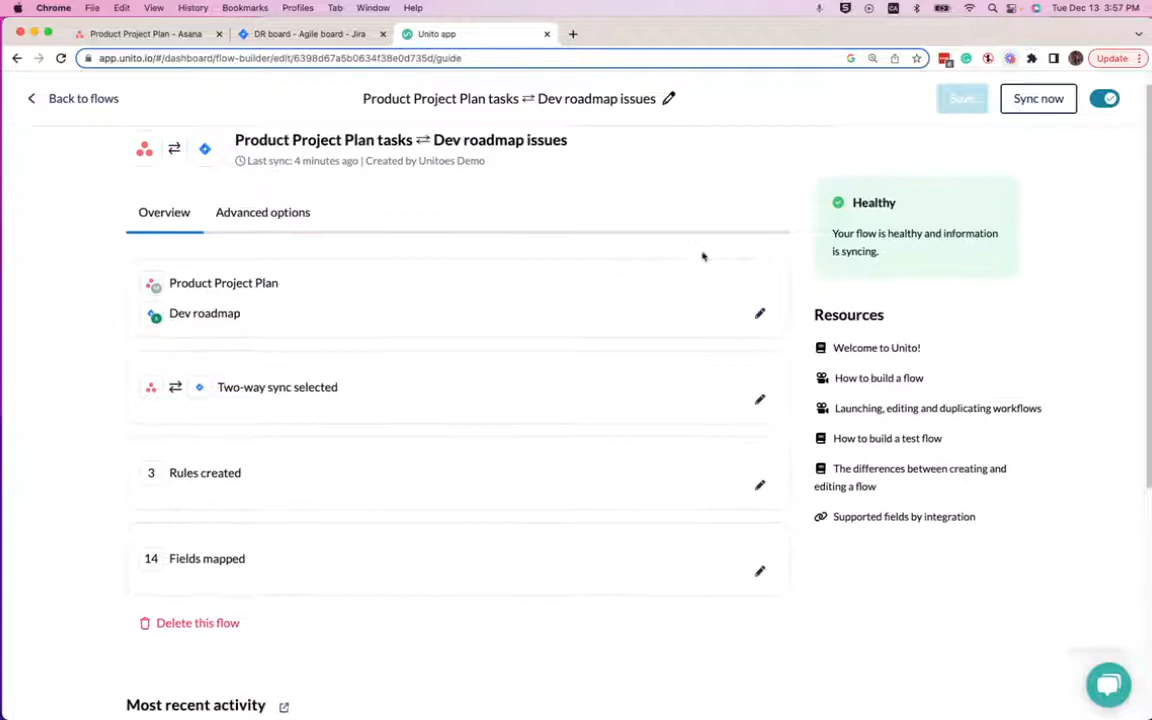 Chrome File Edit View History Bookmarks Profiles Tab Window Help Tue Dec 13 3:57 PM
Product Project Plan - Asana DR board - Agile board - Jira Unito app
app.unito.io/#/dashboard/flow-builder/edit/6398d67a5b0634f38e0d735d/guide Update
Back to flows Product Project Plan tasks ⇄ Dev roadmap issues Save Sync now
Product Project Plan tasks ⇄ Dev roadmap issues
Last sync: 4 minutes ago | Created by Unitoes Demo
Overview Advanced options
Product Project Plan
Dev roadmap
Two-way sync selected
3 Rules created
14 Fields mapped
Delete this flow
Most recent activity
Healthy
Your flow is healthy and information
is syncing.
Resources
Welcome to Unito!
How to build a flow
Launching, editing and duplicating workflows
How to build a test flow
The differences between creating and
editing a flow
Supported fields by integration